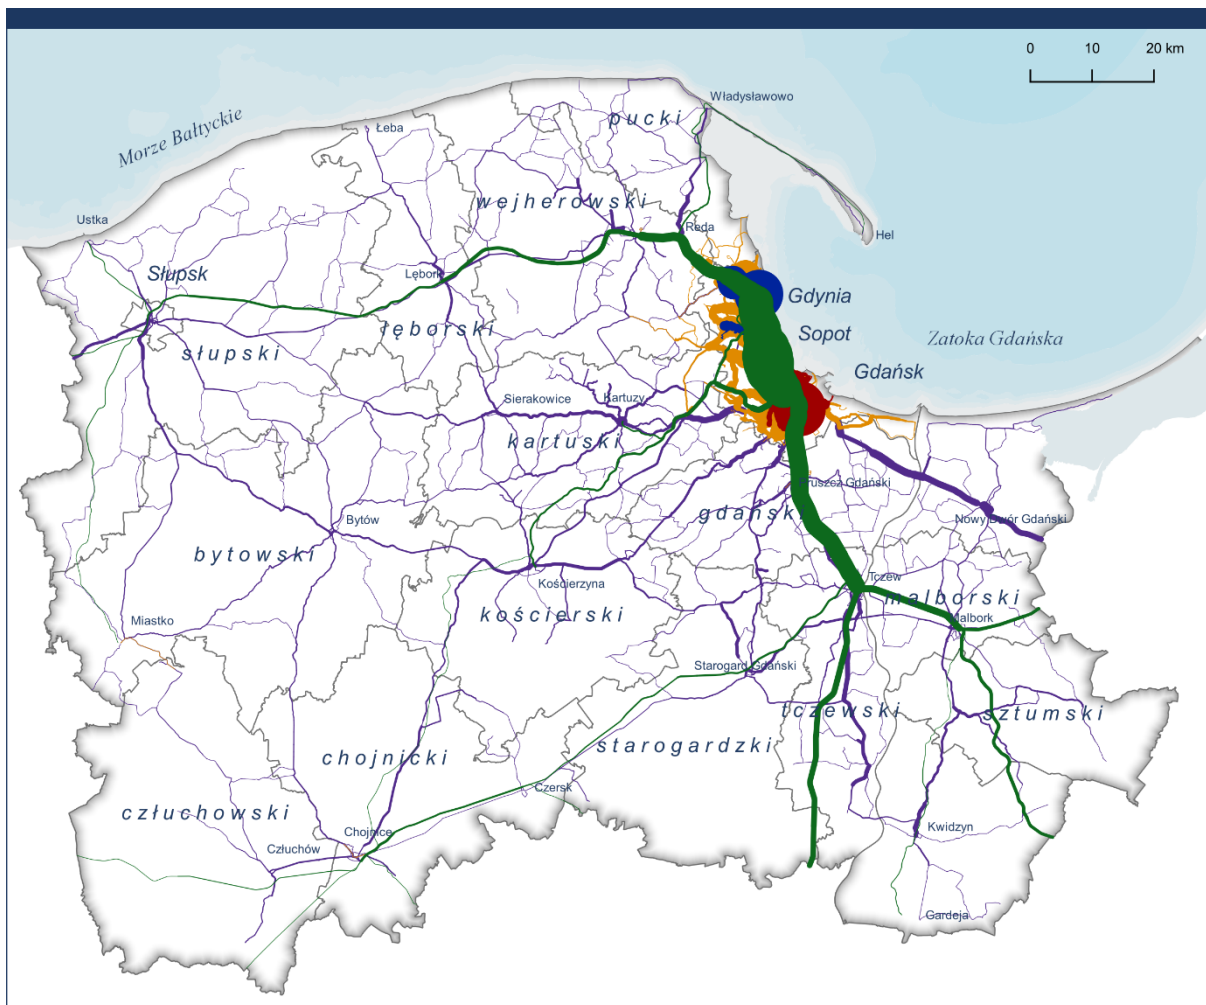 0 10 20 km
Władysławowo
pucki
Morze Bałtyckie
Łeba
wejherowski
Ustka
Reda
Hel
Słupsk
Lębork
Gdynia
łęborski
Sopot
Zatoka Gdańska
słupski
Gdańsk
Sierakowice
Kartuzy
kartuski
Pruszcz Gdański
gdański
Nowy Dwór Gdański
Bytów
bytowski
Kościerzyna
Tczew
malborski
kościerski
Miastko
Malbork
Starogard Gdański
tczewski
sztumski
starogardzki
chojnicki
Czersk
człuchowski
Chojnice
Kwidzyn
Człuchów
Gardeja